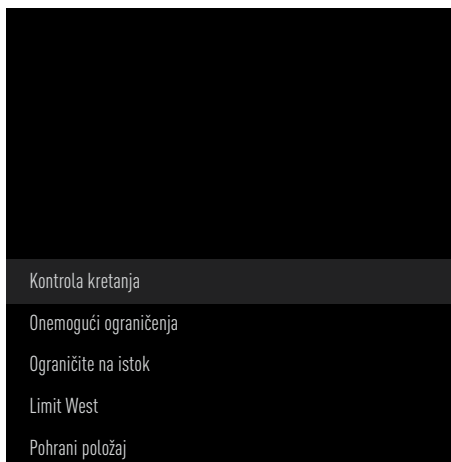 Kontrola kretanja
Onemogući ograničenja
Ograničite na istok
Limit West
Pohrani položaj